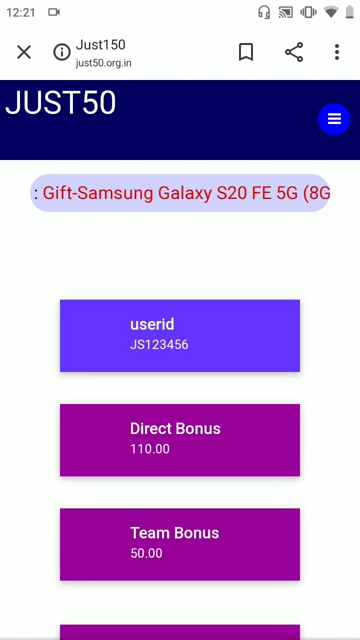 12:21
Just150
just50.org.in
JUST50
: Gift-Samsung Galaxy S20 FE 5G (8G
userid
JS123456
Direct Bonus
110.00
Team Bonus
50.00